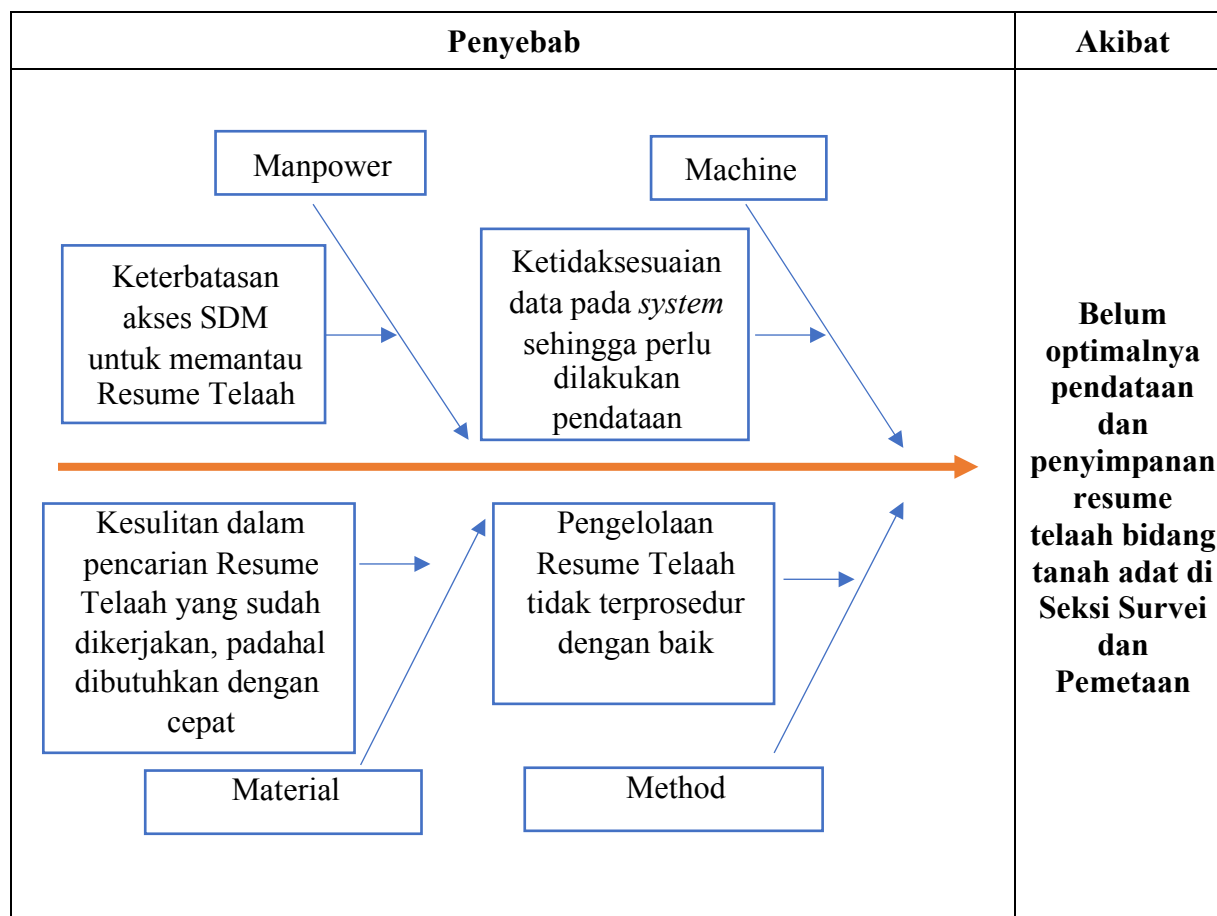 Penyebab
Akibat
Manpower
Machine
Keterbatasan
akses SDM
untuk memantau
Resume Telaah
Ketidaksesuaian
data pada system
sehingga perlu
dilakukan
pendataan
Kesulitan dalam
pencarian Resume
Telaah yang sudah
dikerjakan, padahal
dibutuhkan dengan
cepat
Pengelolaan
Resume Telaah
tidak terprosedur
dengan baik
Material
Method
Belum
optimalnya
pendataan
dan
penyimpanan
resume
telaah bidang
tanah adat di
Seksi Survei
dan
Pemetaan